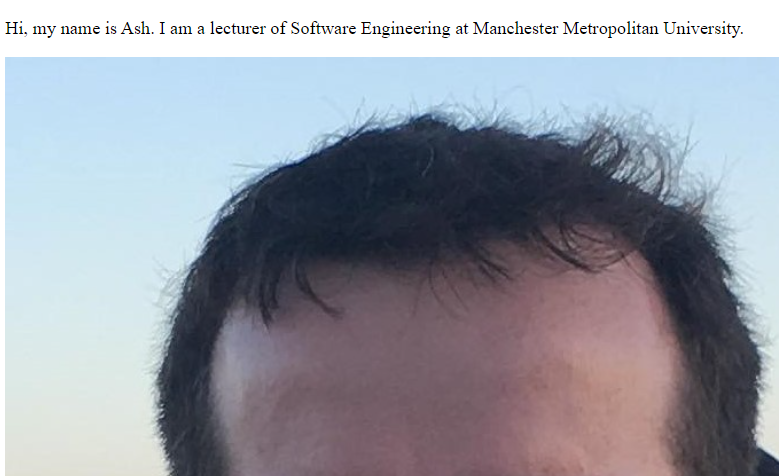 Hi, my name is Ash. I am a lecturer of Software Engineering at Manchester Metropolitan University.